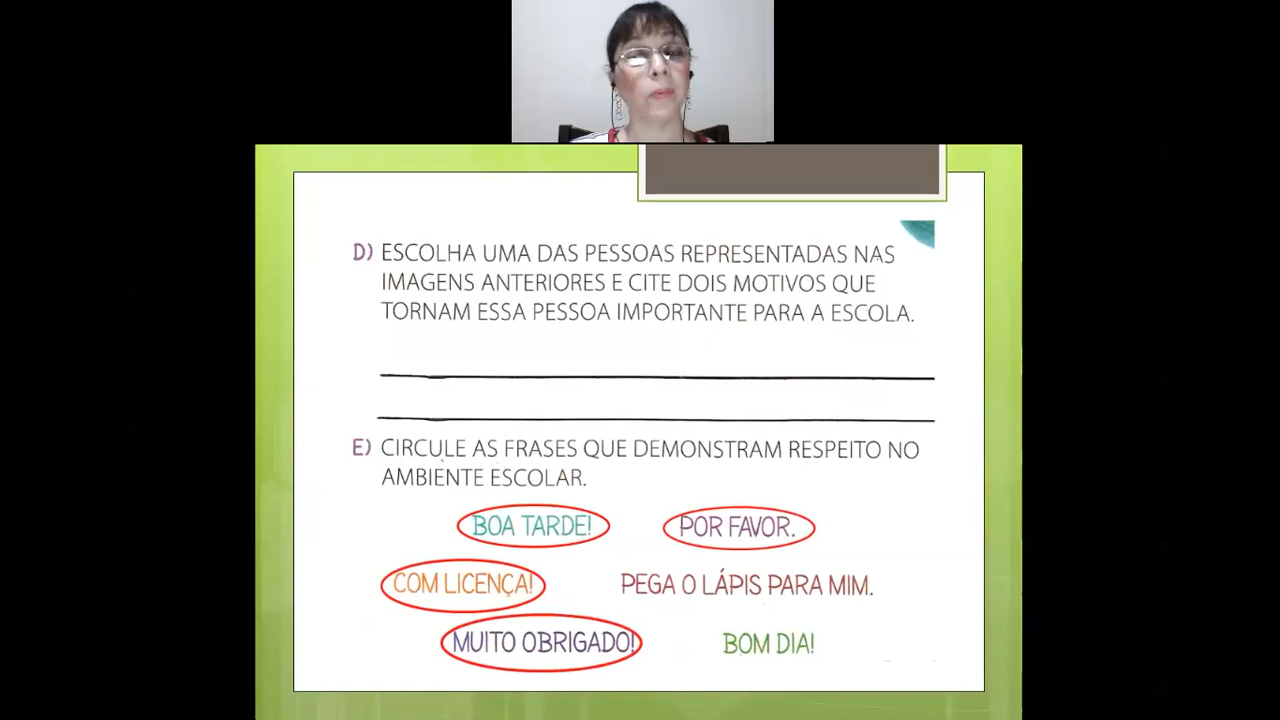 D) ESCOLHA UMA DAS PESSOAS REPRESENTADAS NAS
IMAGENS ANTERIORES E CITE DOIS MOTIVOS QUE
TORNAM ESSA PESSOA IMPORTANTE PARA A ESCOLA.
E) CIRCULE AS FRASES QUE DEMONSTRAM RESPEITO NO
AMBIENTE ESCOLAR.
BOA TARDE! POR FAVOR.
COM LICENÇA! PEGA O LÁPIS PARA MIM.
MUITO OBRIGADO! BOM DIA!